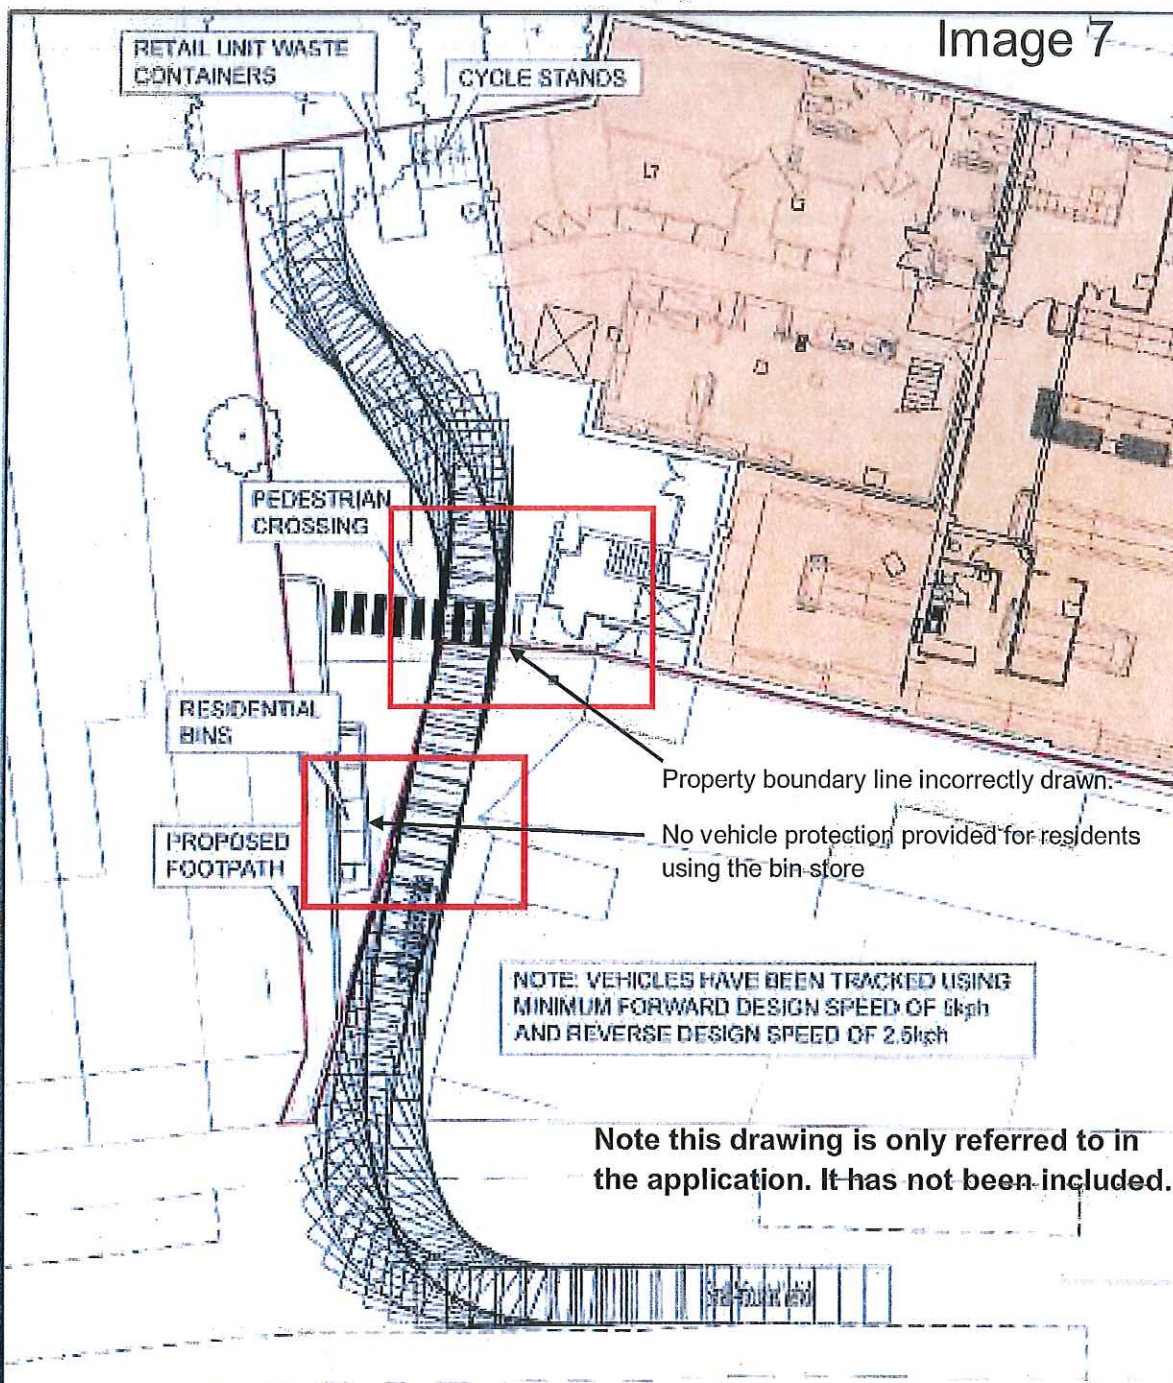 Image 7
RETAIL UNIT WASTE
CONTAINERS
CYCLE STANDS
L7
PEDESTRIAN
CROSSING
RESIDENTIAL
BINS
Property boundary line incorrectly drawn.
No vehicle protection provided for residents
using the bin store
PROPOSED
FOOTPATH
NOTE: VEHICLES HAVE BEEN TRACKED USING
MINIMUM FORWARD DESIGN SPEED OF 5kph
AND REVERSE DESIGN SPEED OF 2.5kph
Note this drawing is only referred to in
the application. It has not been included.